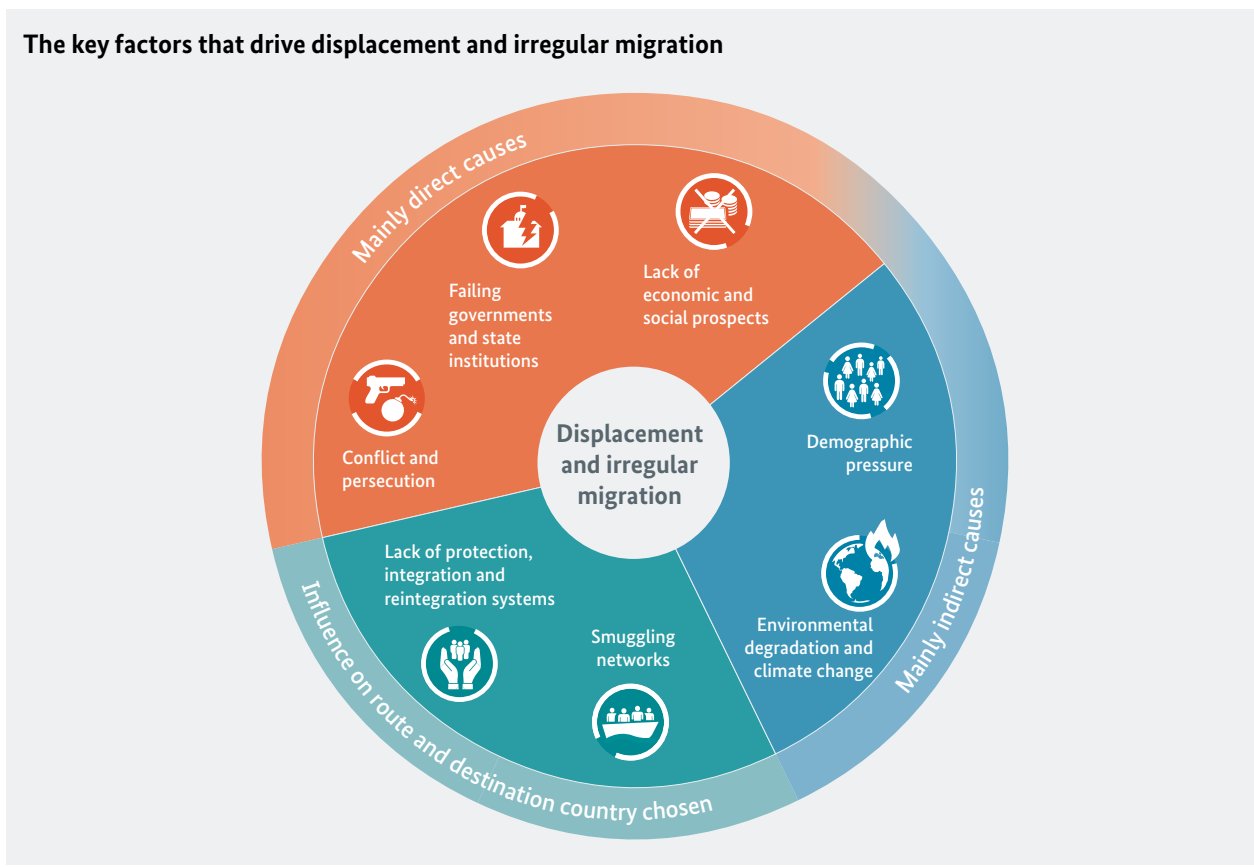 The key factors that drive displacement and irregular migration
Mainly direct causes
Failing
governments
and state
institutions
Lack of
economic and
social prospects
Conflict and
persecution
Displacement
and irregular
migration
Demographic
pressure
Environmental
degradation and
climate change
Mainly indirect causes
Lack of protection,
integration and
reintegration systems
Smuggling
networks
Influence on route and destination country chosen